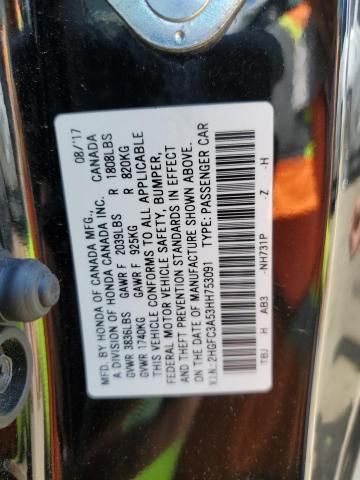 MFD. BY HONDA OF CANADA MFG., 08/'17
A DIVISION OF HONDA CANADA INC. CANADA
GVWR 3836LBS GAWR F 2039LBS R 1808LBS
GVWR 1740KG GAWR F 925KG R 820KG
THIS VEHICLE CONFORMS TO ALL APPLICABLE
FEDERAL MOTOR VEHICLE SAFETY, BUMPER,
AND THEFT PREVENTION STANDARDS IN EFFECT
ON THE DATE OF MANUFACTURE SHOWN ABOVE.
V.I.N.:2HGFC3A53HH753091 TYPE: PASSENGER CAR
TBJ H AB3 -NH731P -Z -H